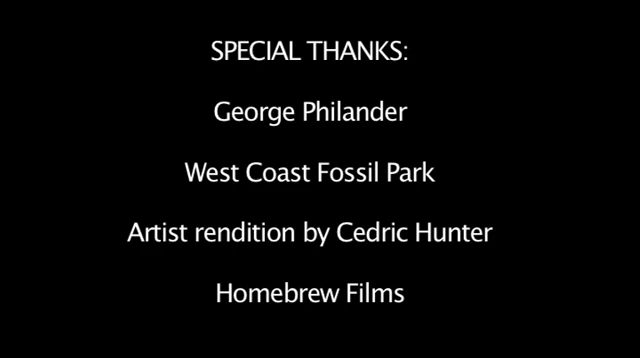 SPECIAL THANKS:
George Philander
West Coast Fossil Park
Artist rendition by Cedric Hunter
Homebrew Films